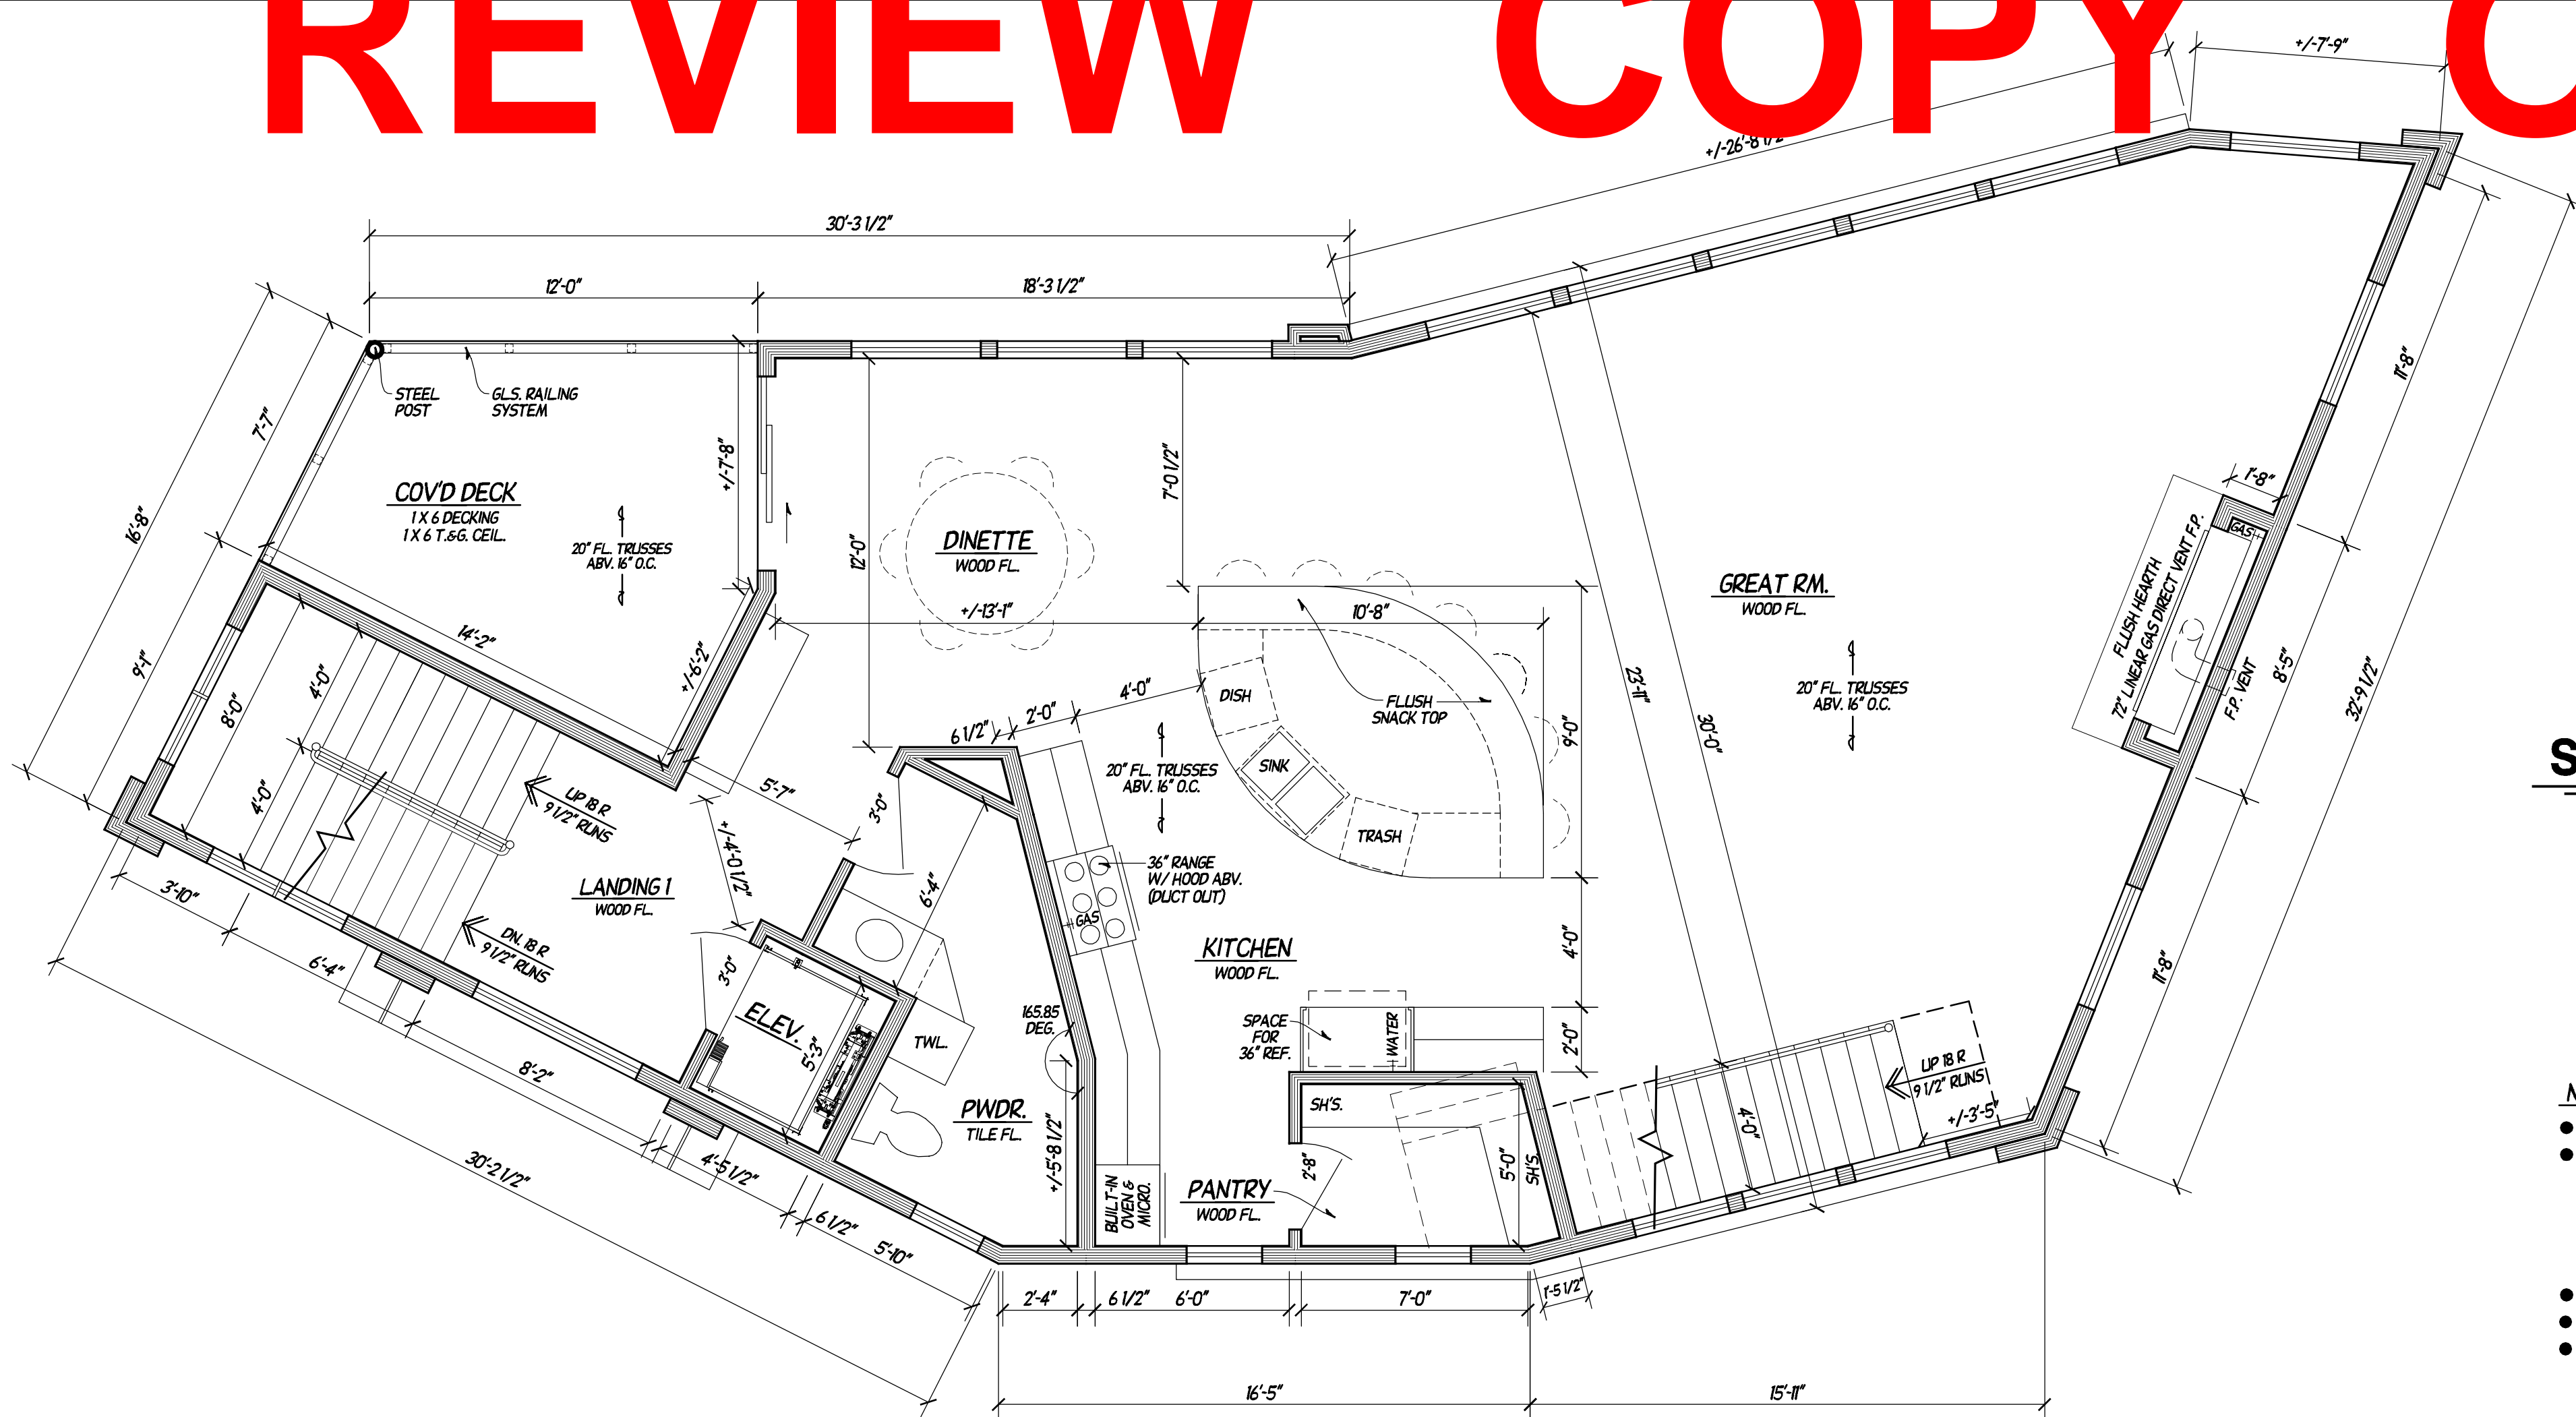 REVIEW COPY
+/-7'-9"
+/-26'-8 1/2"
30'-3 1/2"
12'-0"
18'-3 1/2"
STEEL
POST
GLS. RAILING
SYSTEM
7'-7"
16'-8"
9'-1"
+/-7'-8"
COV'D DECK
1 X 6 DECKING
1 X 6 T.&G. CEIL.
20" FL. TRUSSES
ABV. 16" O.C.
12'-0"
DINETTE
WOOD FL.
7'-0 1/2"
+/-13'-1"
10'-8"
GREAT RM.
WOOD FL.
20" FL. TRUSSES
ABV. 16" O.C.
11'-8"
1'-8"
GAS
FLUSH HEARTH
72" LINEAR GAS DIRECT VENT F.P.
F.P. VENT
8'-5"
32'-9 1/2"
11'-8"
14'-2"
+/-6'-2"
8'-0"
4'-0"
4'-0"
UP 18 R
9 1/2" RUNS
DN. 18 R
9 1/2" RUNS
LANDING 1
WOOD FL.
5'-7"
+/-4'-0 1/2"
3'-0"
3'-0"
6'-4"
6 1/2"
2'-0"
4'-0"
20" FL. TRUSSES
ABV. 16" O.C.
DISH
SINK
TRASH
FLUSH
SNACK TOP
9'-0"
23'-11"
30'-0"
36" RANGE
W/ HOOD ABV.
(DUCT OUT)
GAS
KITCHEN
WOOD FL.
4'-0"
2'-0"
SPACE
FOR
36" REF.
WATER
165.85
DEG.
ELEV.
5'-3"
TWL.
PWDR.
TILE FL.
+/-5'-8 1/2"
BUILT-IN
OVEN &
MICRO.
PANTRY
WOOD FL.
SH'S.
2'-8"
5'-0"
SH'S.
4'-0"
UP 18 R
9 1/2" RUNS
+/-3'-5"
3'-10"
6'-4"
8'-2"
4'-5 1/2"
6 1/2"
5'-10"
30'-2 1/2"
2'-4"
6 1/2"
6'-0"
7'-0"
1'-5 1/2"
16'-5"
15'-11"